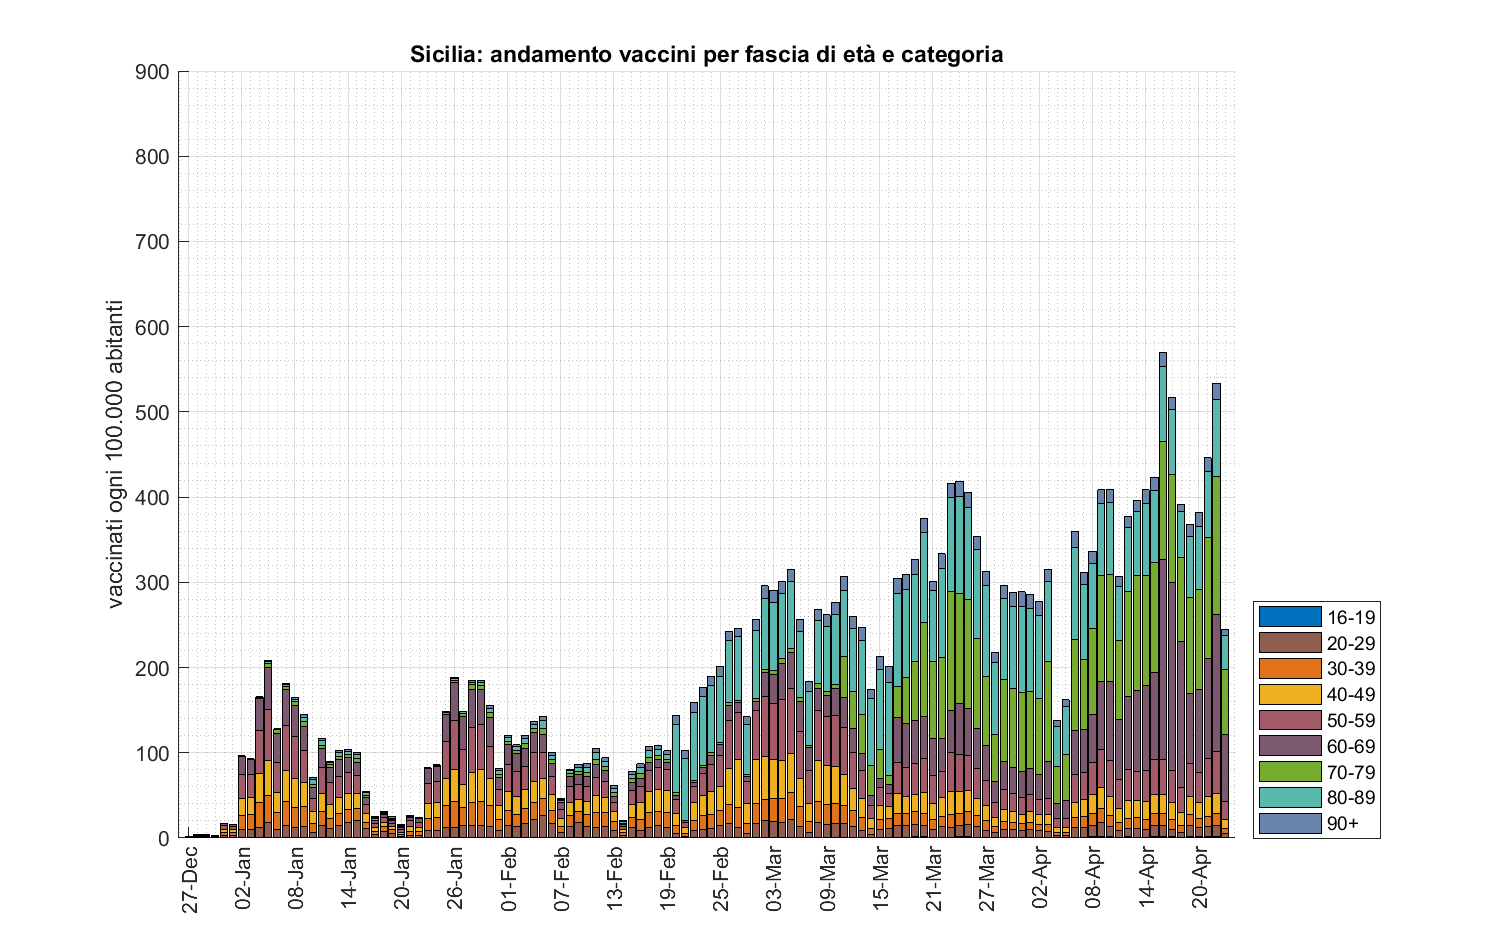 Sicilia: andamento vaccini per fascia di età e categoria
vaccinati ogni 100.000 abitanti
900
800
700
600
500
400
300
200
100
0
27-Dec
02-Jan
08-Jan
14-Jan
20-Jan
26-Jan
01-Feb
07-Feb
13-Feb
19-Feb
25-Feb
03-Mar
09-Mar
15-Mar
21-Mar
27-Mar
02-Apr
08-Apr
14-Apr
20-Apr
16-19
20-29
30-39
40-49
50-59
60-69
70-79
80-89
90+